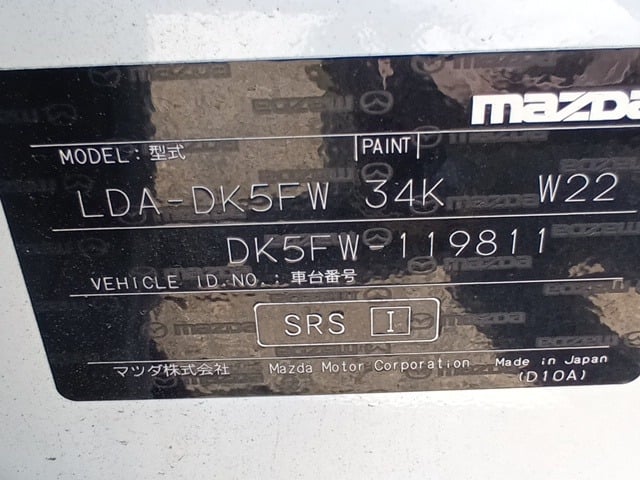 mazda
MODEL: 型式 PAINT
LDA-DK5FW 34K W22
DK5FW-119811
VEHICLE ID.NO.: 車台番号
SRS I
マツダ株式会社 Mazda Motor Corporation Made in Japan
(D10A)